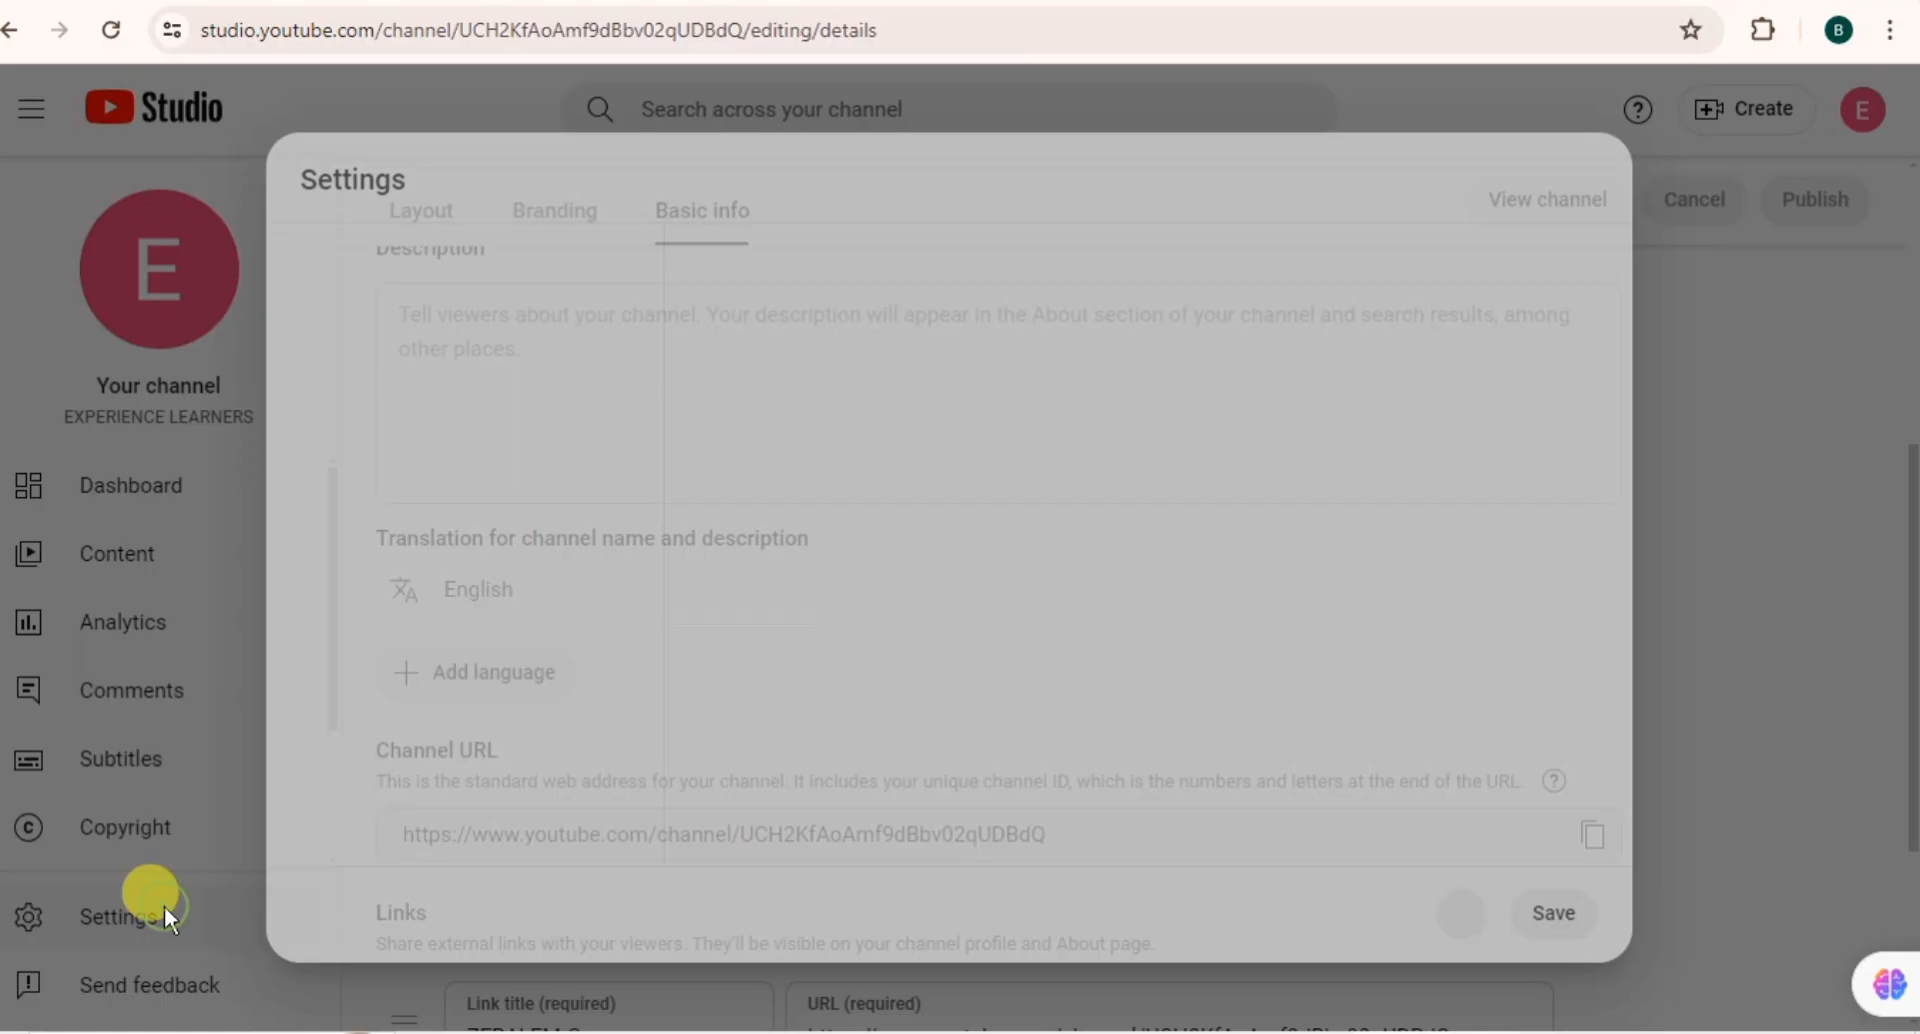 studio.youtube.com/channel/UCH2KfAoAmf9dBbv02qUDBdQ/editing/details
B
Studio
Search across your channel
Create
E
Settings
Layout
Branding
Basic info
View channel
Cancel
Publish
Description
E
Tell viewers about your channel. Your description will appear in the About section of your channel and search results, among
other places.
Your channel
EXPERIENCE LEARNERS
Dashboard
Content
Analytics
Comments
Subtitles
Copyright
Settings
Send feedback
Translation for channel name and description
English
Add language
Channel URL
This is the standard web address for your channel. It includes your unique channel ID, which is the numbers and letters at the end of the URL.
https://www.youtube.com/channel/UCH2KfAoAmf9dBbv02qUDBdQ
Links
Share external links with your viewers. They'll be visible on your channel profile and About page.
Save
Link title (required)
URL (required)